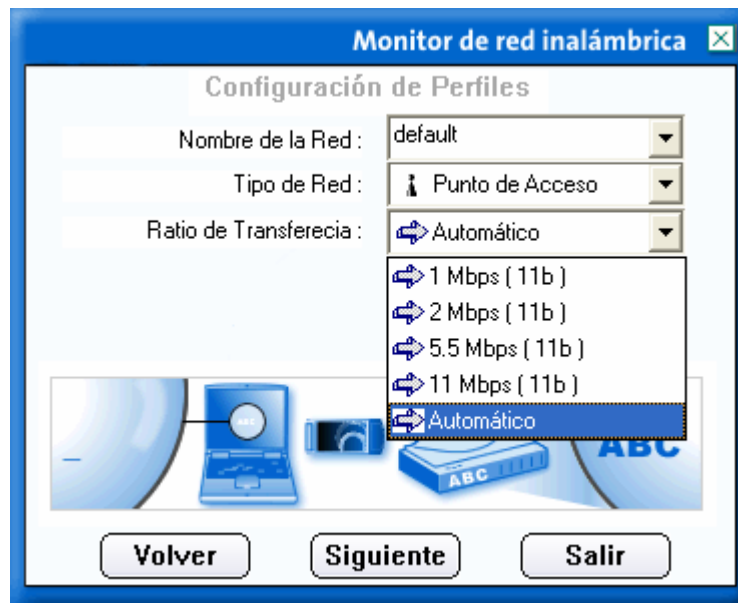 Monitor de red inalámbrica
Configuración de Perfiles
Nombre de la Red : default
Tipo de Red : Punto de Acceso
Ratio de Transferecia : Automático
1 Mbps ( 11b )
2 Mbps ( 11b )
5.5 Mbps ( 11b )
11 Mbps ( 11b )
Automático
ABC
ABC
ABC
Volver Siguiente Salir